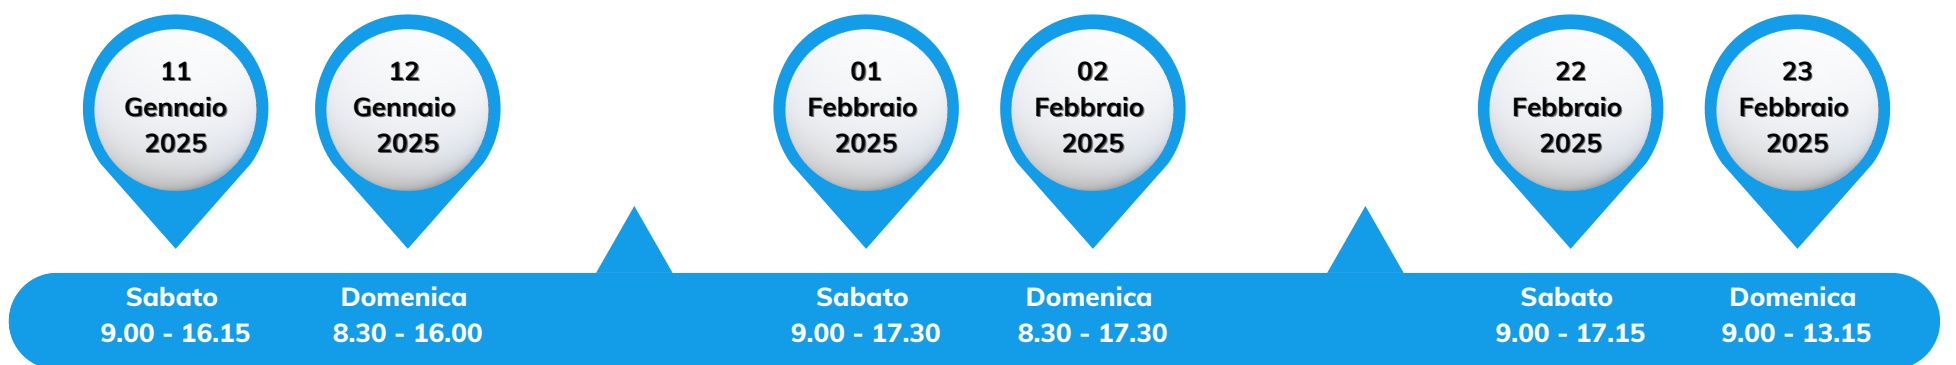 11
Gennaio
2025
12
Gennaio
2025
01
Febbraio
2025
02
Febbraio
2025
22
Febbraio
2025
23
Febbraio
2025
Sabato
9.00 - 16.15
Domenica
8.30 - 16.00
Sabato
9.00 - 17.30
Domenica
8.30 - 17.30
Sabato
9.00 - 17.15
Domenica
9.00 - 13.15